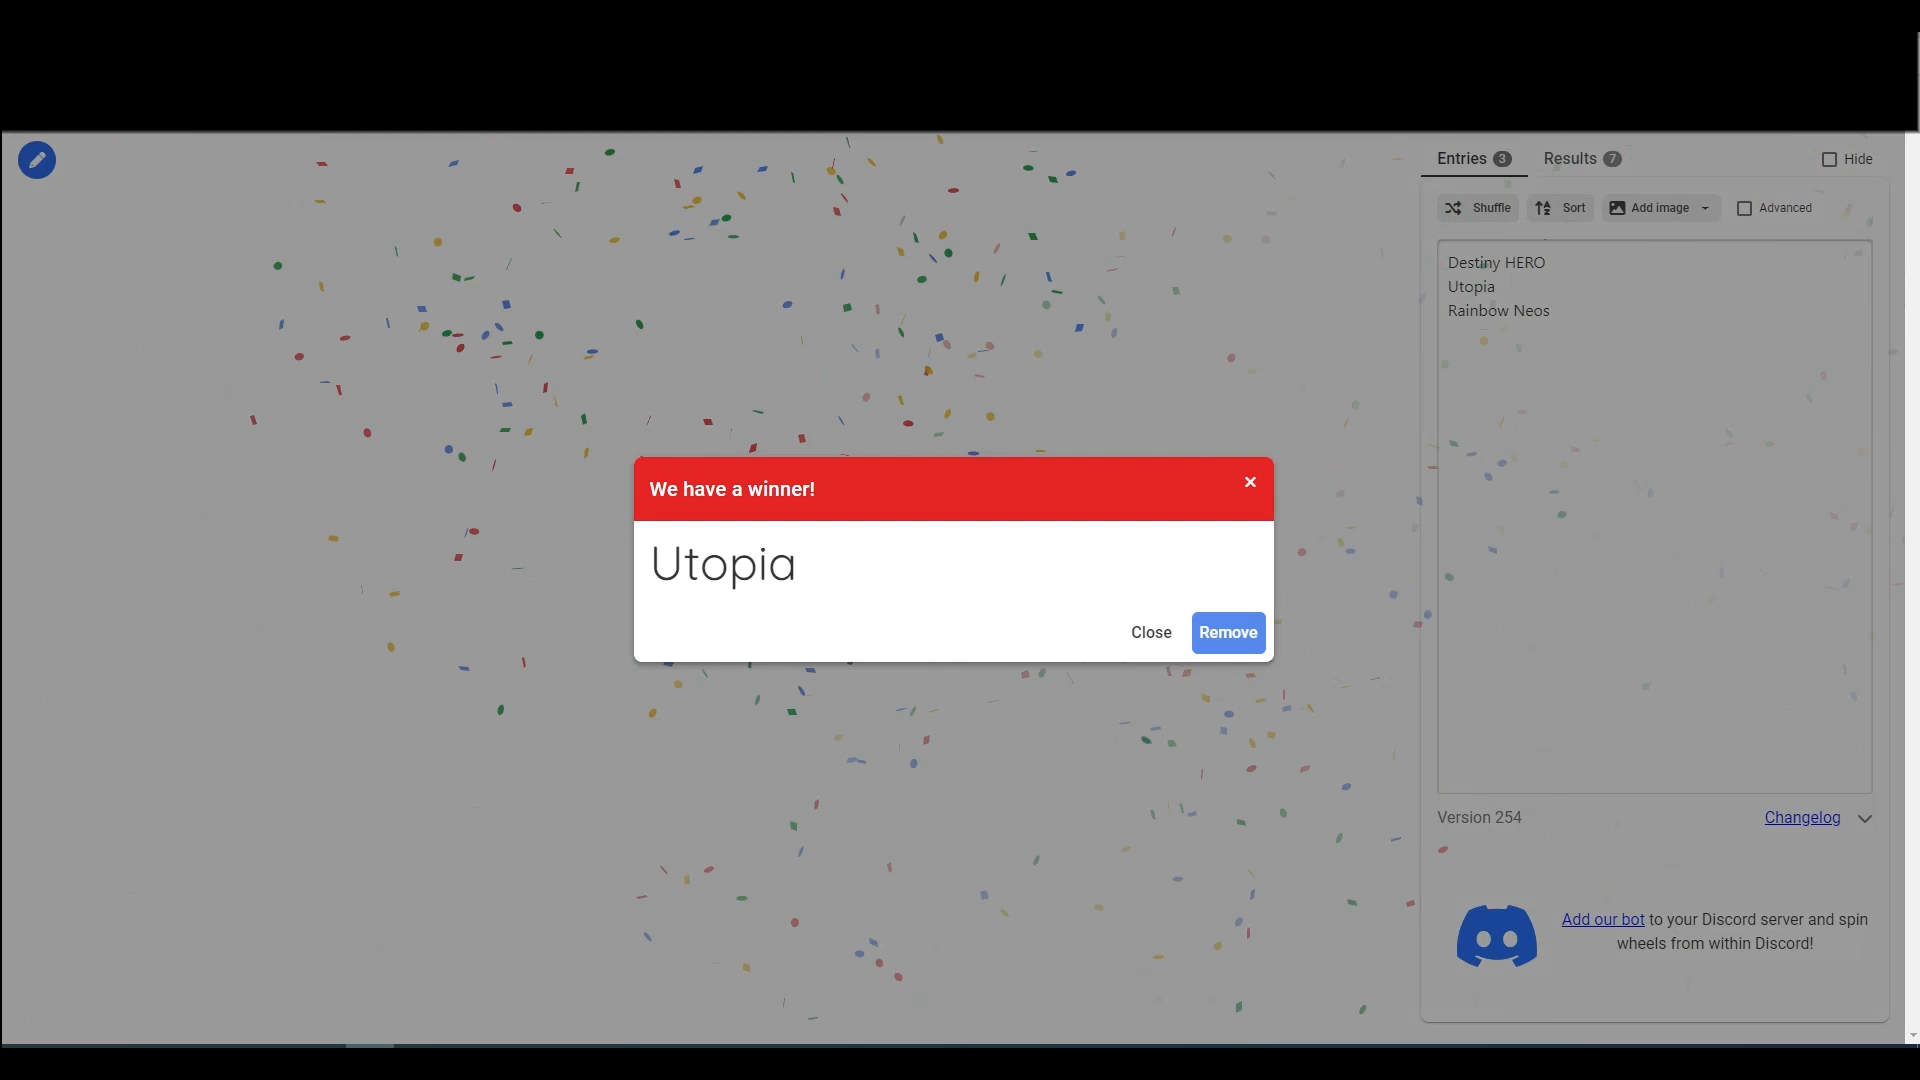 Entries 3 Results 7 Hide
Shuffle Sort Add image Advanced
Destiny HERO
Utopia
Rainbow Neos
We have a winner!
Utopia
Close Remove
Version 254 Changelog
Add our bot to your Discord server and spin
wheels from within Discord!